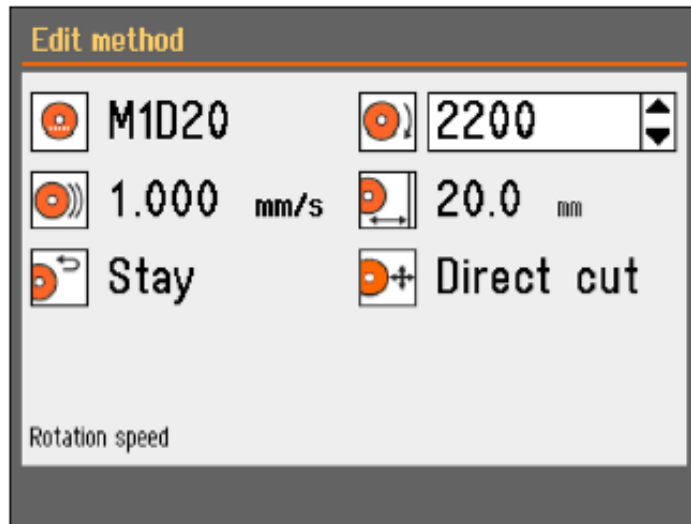 Edit method
M1D20 2200
1.000 mm/s 20.0 mm
Stay Direct cut
Rotation speed